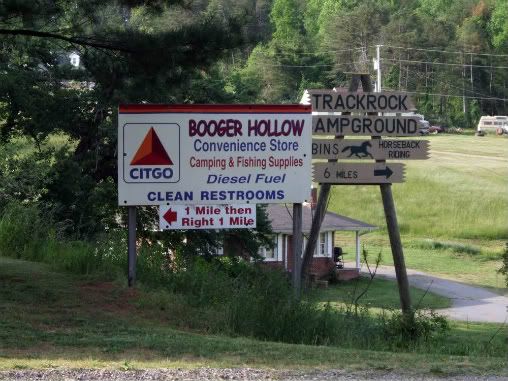 BOOGER HOLLOW
Convenience Store
Camping & Fishing Supplies
Diesel Fuel
CITGO
CLEAN RESTROOMS
1 Mile then
Right 1 Mile
TRACKROCK
AMPGROUND
BINS
HORSEBACK
RIDING
6 MILES